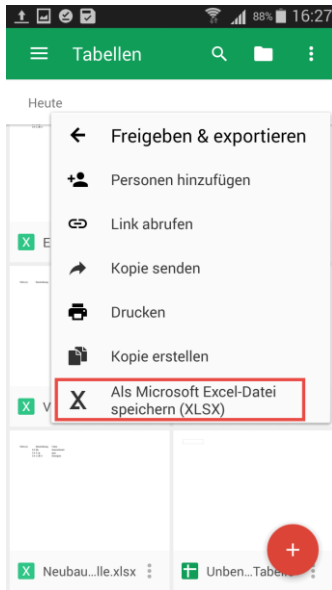 88% 16:27
Tabellen
Heute
Freigeben & exportieren
Personen hinzufügen
Link abrufen
Kopie senden
Drucken
Kopie erstellen
Als Microsoft Excel-Datei
speichern (XLSX)
Neubau...lle.xlsx
Unben...Tabelle